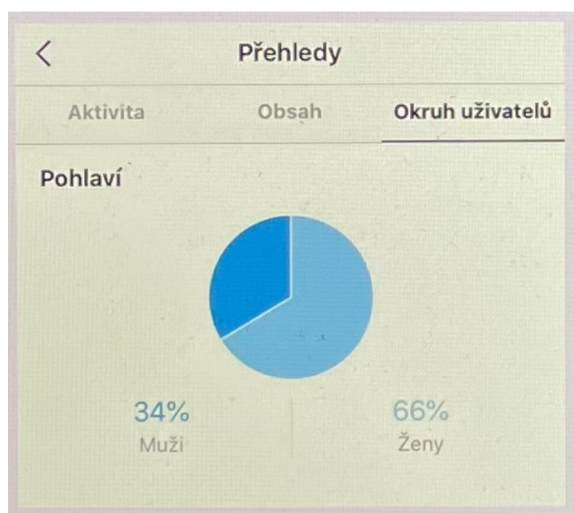 Přehledy
Aktivita Obsah Okruh uživatelů
Pohlaví
34% 66%
Muži Ženy